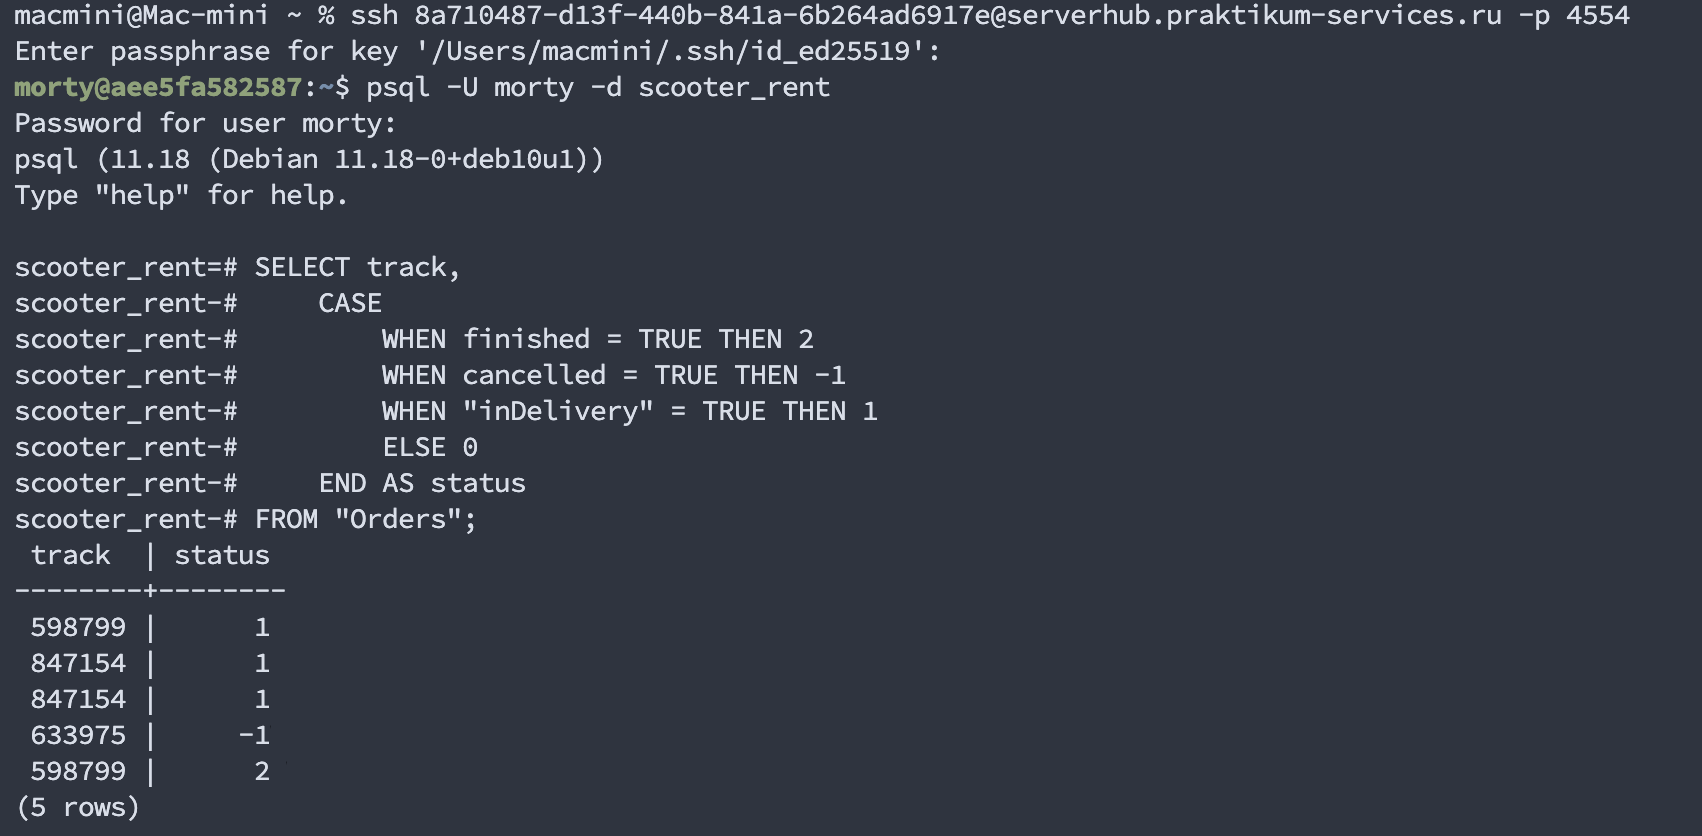 macmini@Mac-mini ~ % ssh 8a710487-d13f-440b-841a-6b264ad6917e@serverhub.praktikum-services.ru -p 4554
Enter passphrase for key '/Users/macmini/.ssh/id_ed25519':
morty@aee5fa582587:~$ psql -U morty -d scooter_rent
Password for user morty:
psql (11.18 (Debian 11.18-0+deb10u1))
Type "help" for help.

scooter_rent=# SELECT track,
scooter_rent-#     CASE
scooter_rent-#         WHEN finished = TRUE THEN 2
scooter_rent-#         WHEN cancelled = TRUE THEN -1
scooter_rent-#         WHEN "inDelivery" = TRUE THEN 1
scooter_rent-#         ELSE 0
scooter_rent-#     END AS status
scooter_rent-# FROM "Orders";
 track  | status
--------+--------
 598799 |      1
 847154 |      1
 847154 |      1
 633975 |     -1
 598799 |      2
(5 rows)